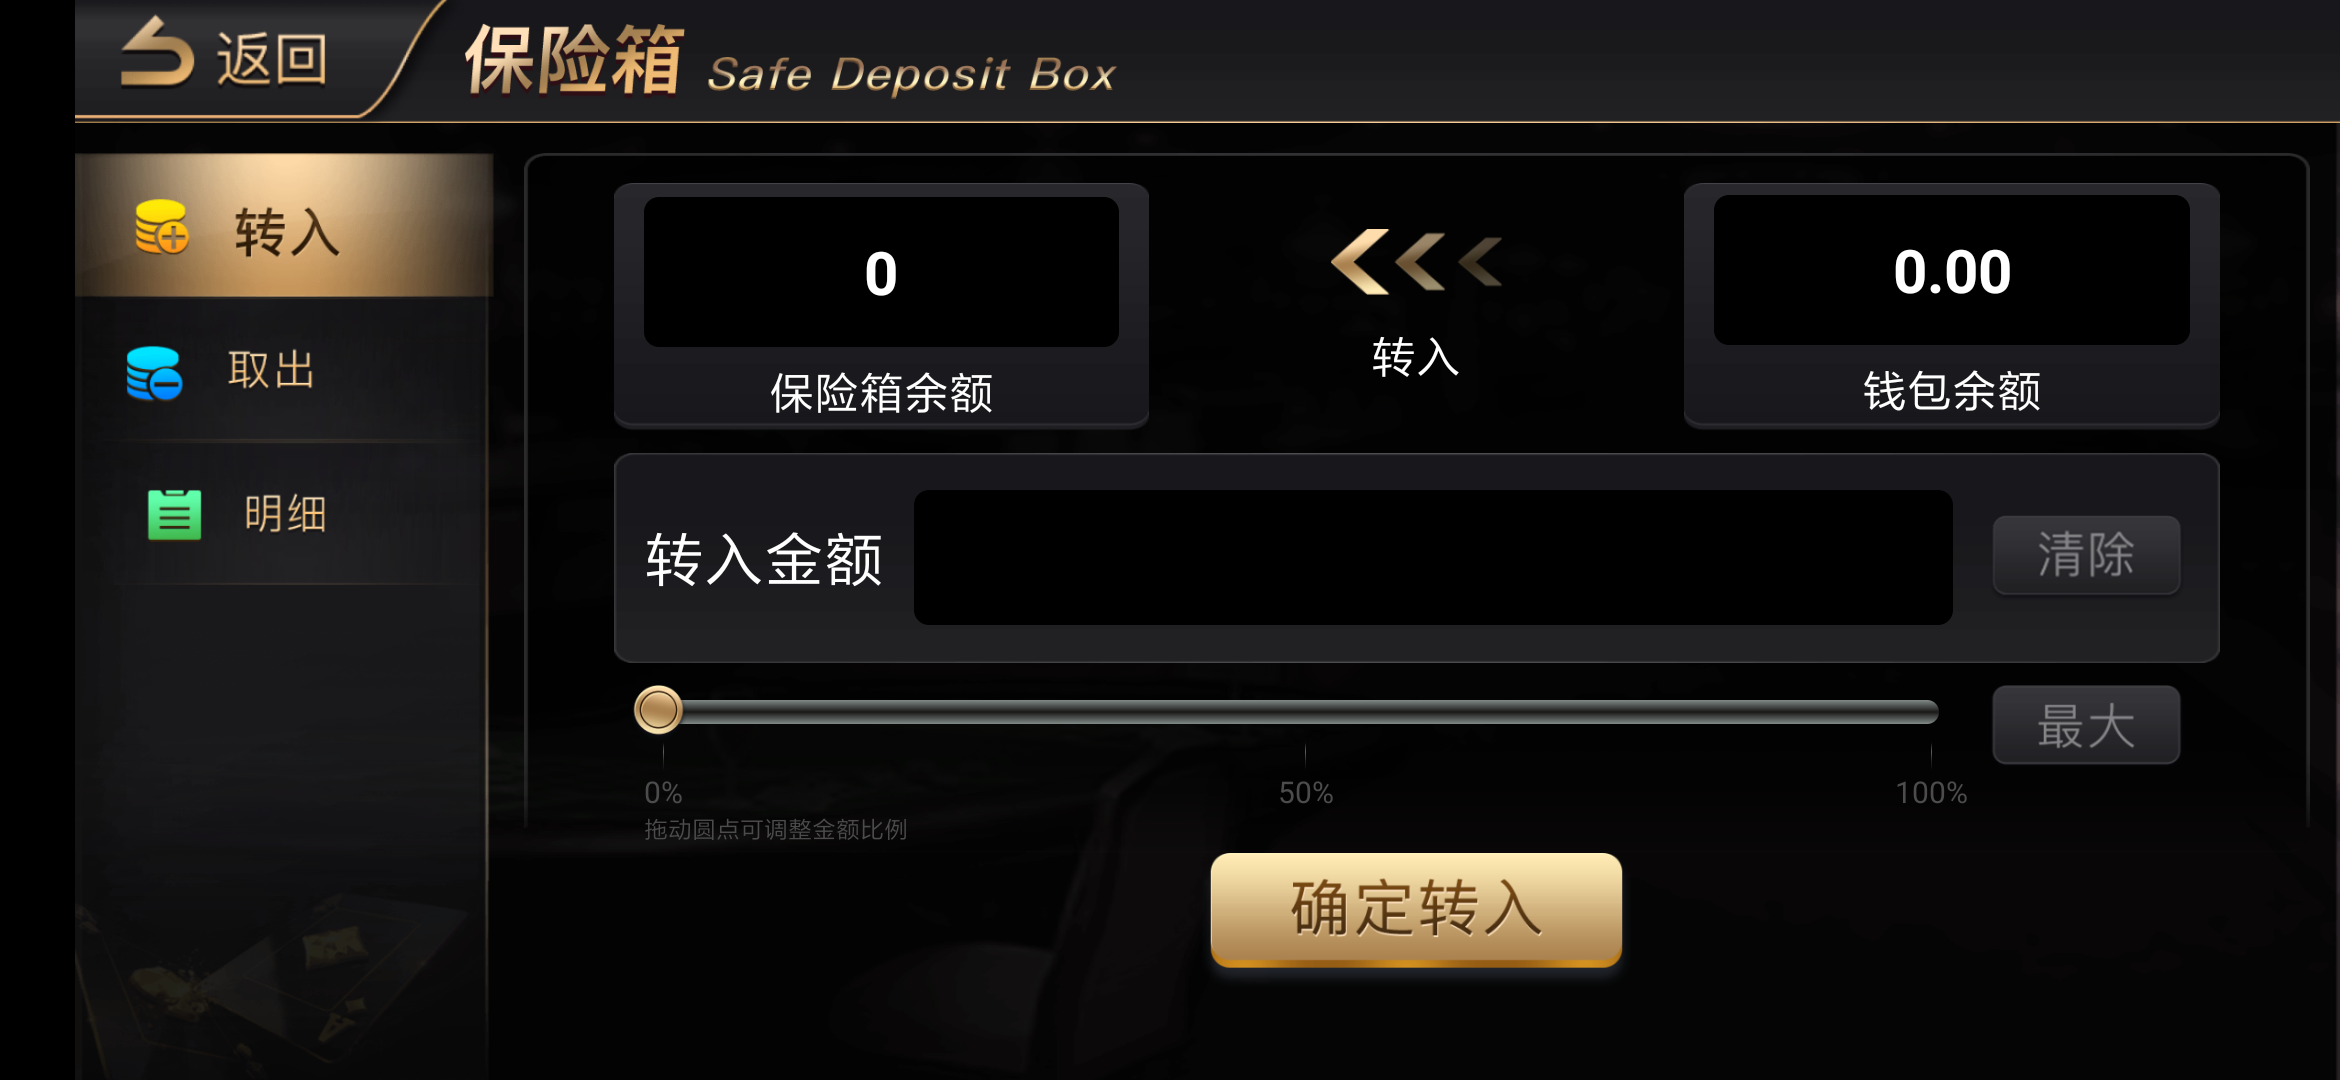 返回
保险箱 Safe Deposit Box
转入
取出
明细
0
保险箱余额
转入
0.00
钱包余额
转入金额
清除
最大
0%
50%
100%
拖动圆点可调整金额比例
确定转入